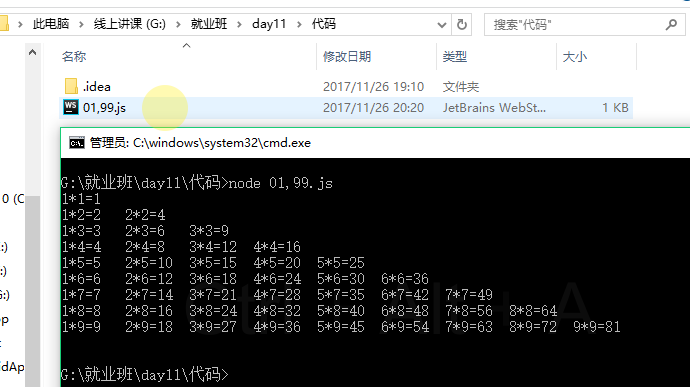 此电脑 > 线上讲课 (G:) > 就业班 > day11 > 代码
搜索"代码"
名称 修改日期 类型 大小
.idea 2017/11/26 19:10 文件夹
01,99.js 2017/11/26 20:20 JetBrains WebSt... 1 KB
管理员: C:\windows\system32\cmd.exe
G:\就业班\day11\代码>node 01,99.js
1*1=1
1*2=2 2*2=4
1*3=3 2*3=6 3*3=9
1*4=4 2*4=8 3*4=12 4*4=16
1*5=5 2*5=10 3*5=15 4*5=20 5*5=25
1*6=6 2*6=12 3*6=18 4*6=24 5*6=30 6*6=36
1*7=7 2*7=14 3*7=21 4*7=28 5*7=35 6*7=42 7*7=49
1*8=8 2*8=16 3*8=24 4*8=32 5*8=40 6*8=48 7*8=56 8*8=64
1*9=9 2*9=18 3*9=27 4*9=36 5*9=45 6*9=54 7*9=63 8*9=72 9*9=81
G:\就业班\day11\代码>